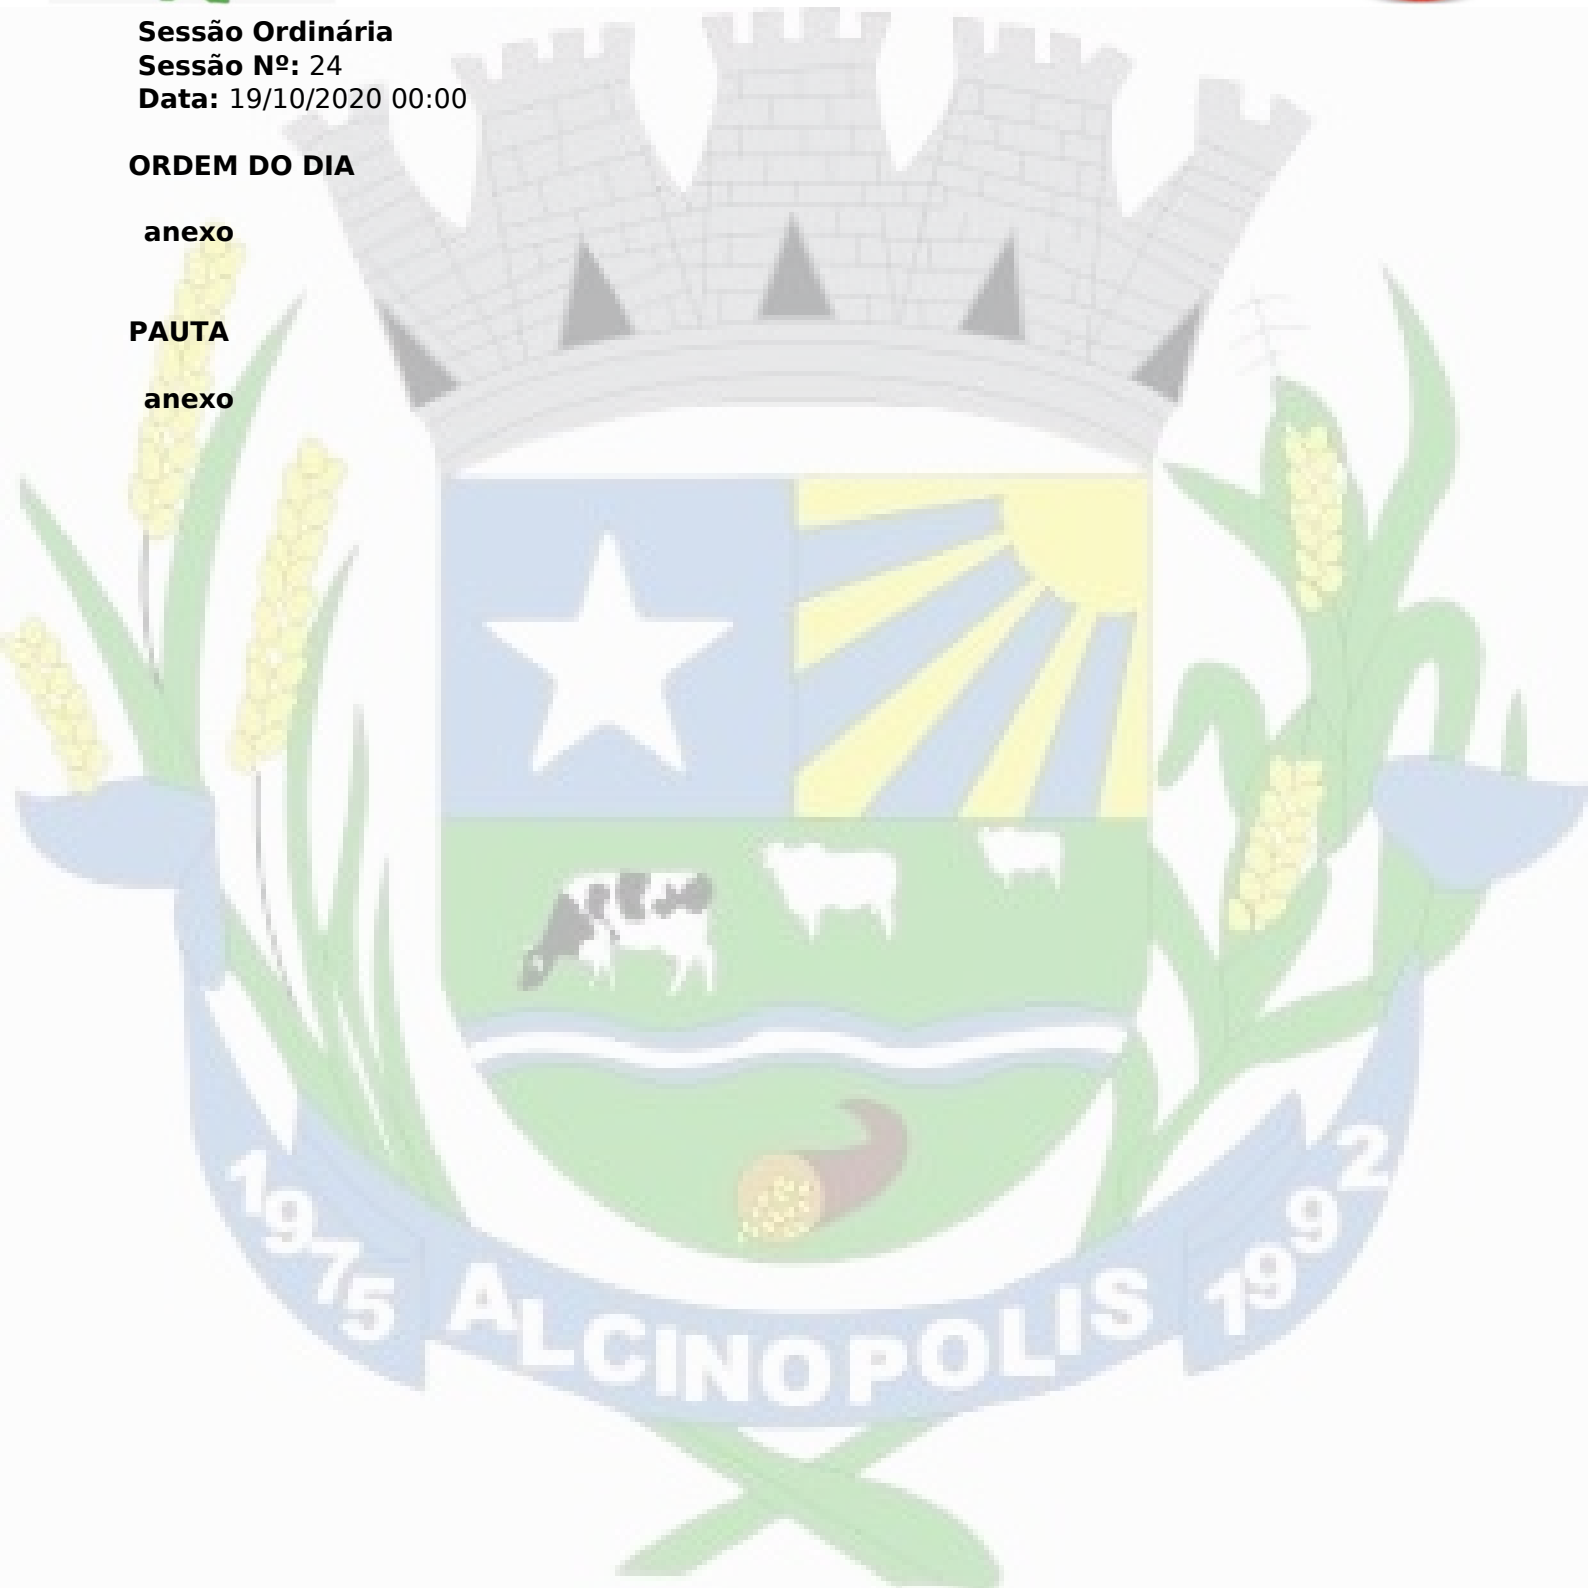 Sessão Ordinária
Sessão Nº: 24
Data: 19/10/2020 00:00
ORDEM DO DIA
anexo
PAUTA
anexo
1975 ALCINOPOLIS 1992